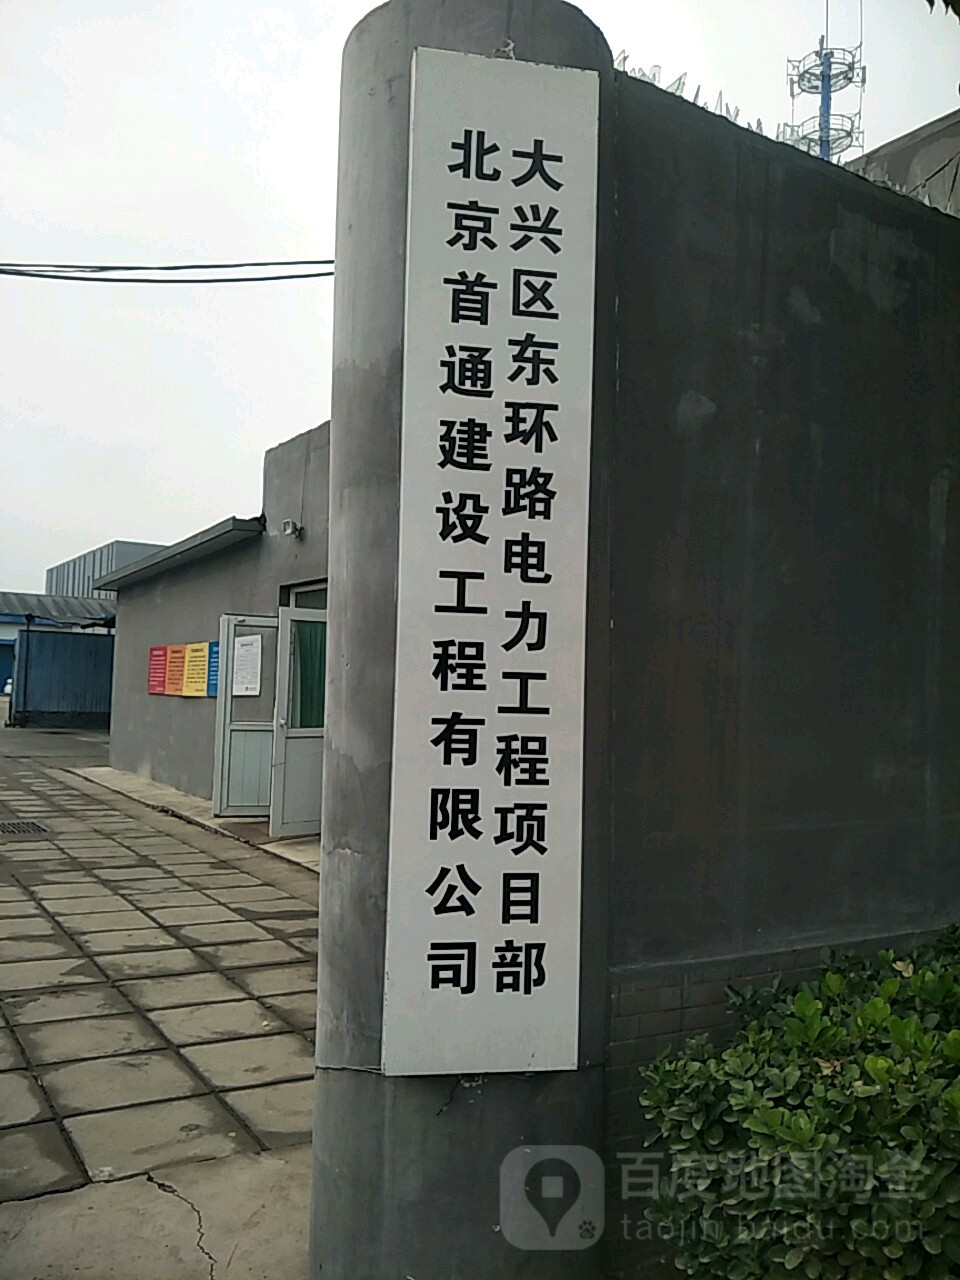 北京首通建设工程有限公司
大兴区东环路电力工程项目部
百度地图淘金
taojin.baidu.com